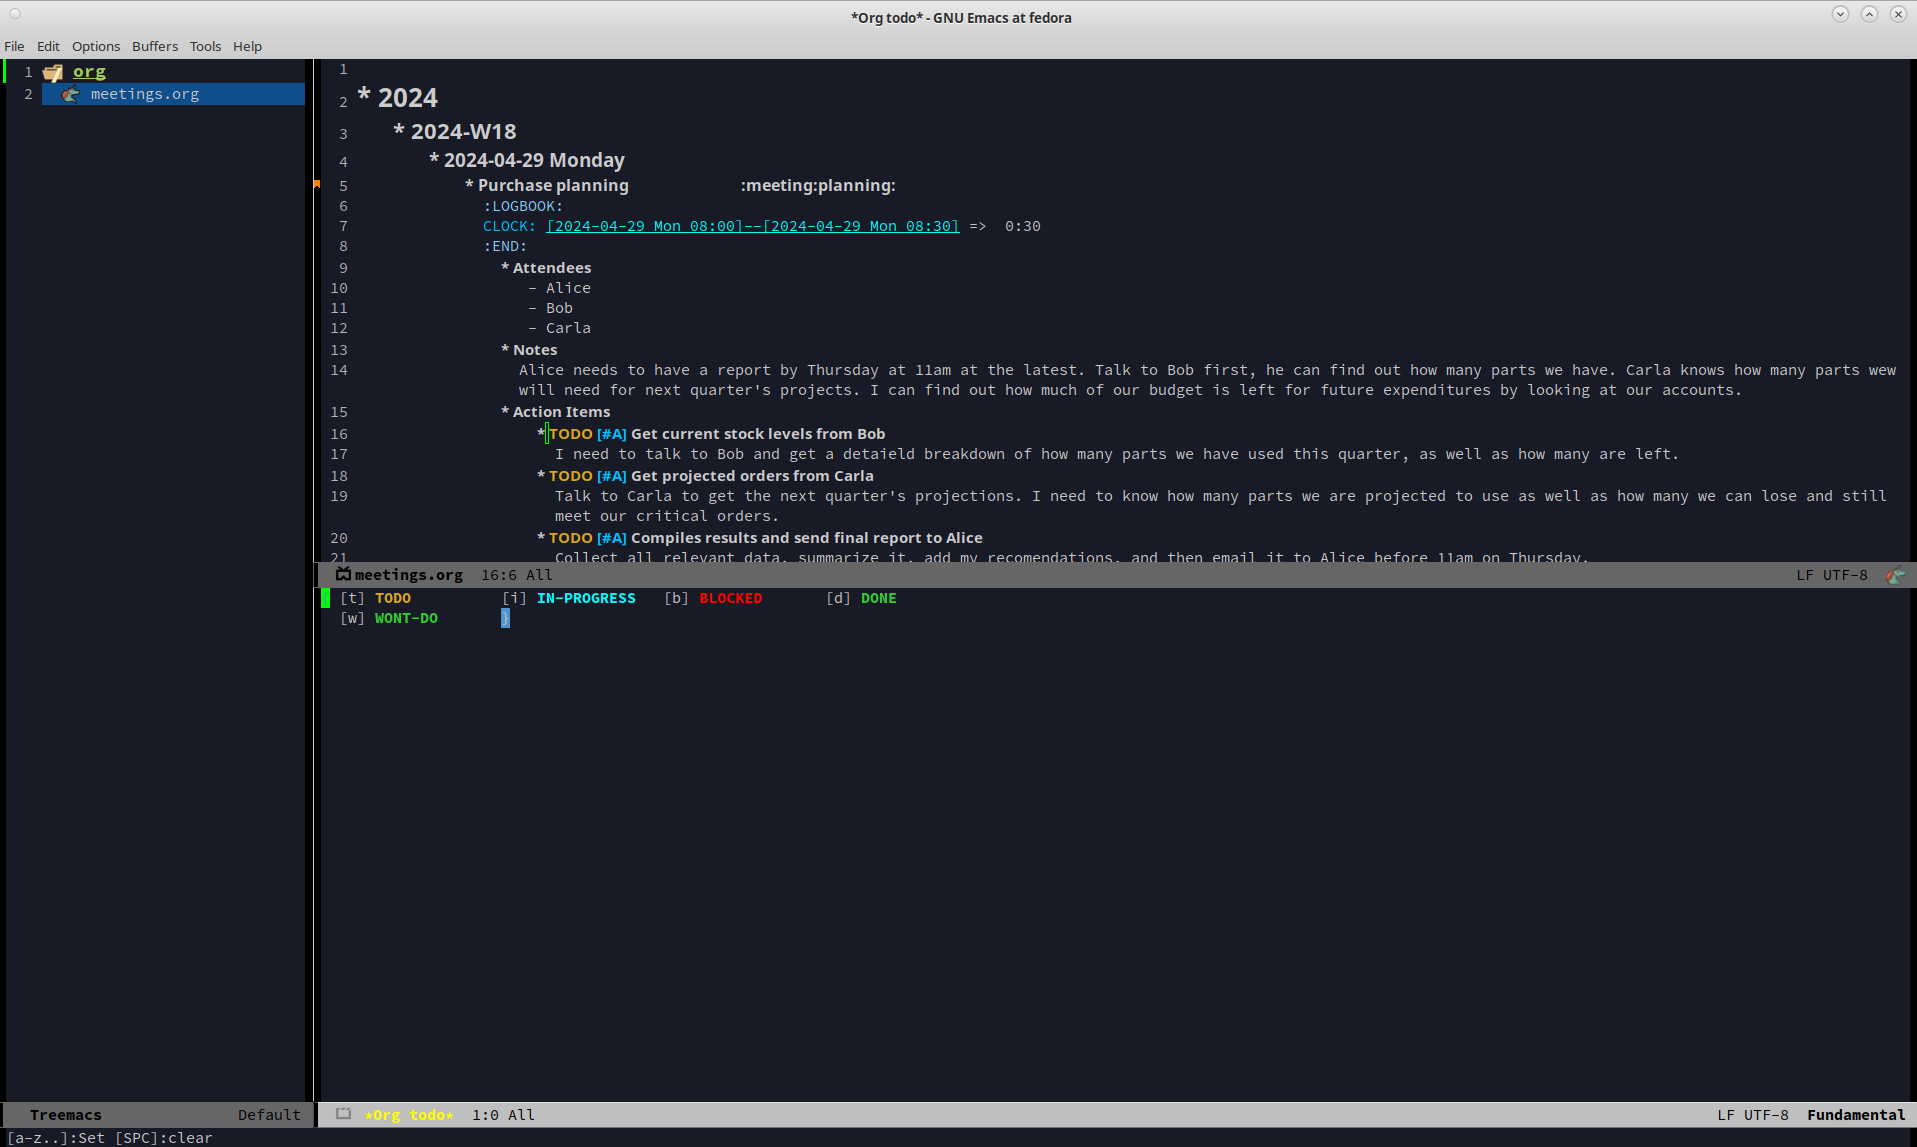 *Org todo* - GNU Emacs at fedora
File Edit Options Buffers Tools Help
1 org
2 meetings.org
1
2 * 2024
3 * 2024-W18
4 * 2024-04-29 Monday
5 * Purchase planning :meeting:planning:
6 :LOGBOOK:
7 CLOCK: [2024-04-29 Mon 08:00]--[2024-04-29 Mon 08:30] => 0:30
8 :END:
9 * Attendees
10 - Alice
11 - Bob
12 - Carla
13 * Notes
14 Alice needs to have a report by Thursday at 11am at the latest. Talk to Bob first, he can find out how many parts we have. Carla knows how many parts wew
will need for next quarter's projects. I can find out how much of our budget is left for future expenditures by looking at our accounts.
15 * Action Items
16 * TODO [#A] Get current stock levels from Bob
17 I need to talk to Bob and get a detaield breakdown of how many parts we have used this quarter, as well as how many are left.
18 * TODO [#A] Get projected orders from Carla
19 Talk to Carla to get the next quarter's projections. I need to know how many parts we are projected to use as well as how many we can lose and still
meet our critical orders.
20 * TODO [#A] Compiles results and send final report to Alice
21 Collect all relevant data, summarize it, add my recomendations, and then email it to Alice before 11am on Thursday.
meetings.org 16:6 All LF UTF-8
{ [t] TODO [i] IN-PROGRESS [b] BLOCKED [d] DONE
[w] WONT-DO }
Treemacs Default
*Org todo* 1:0 All LF UTF-8 Fundamental
[a-z..]:Set [SPC]:clear